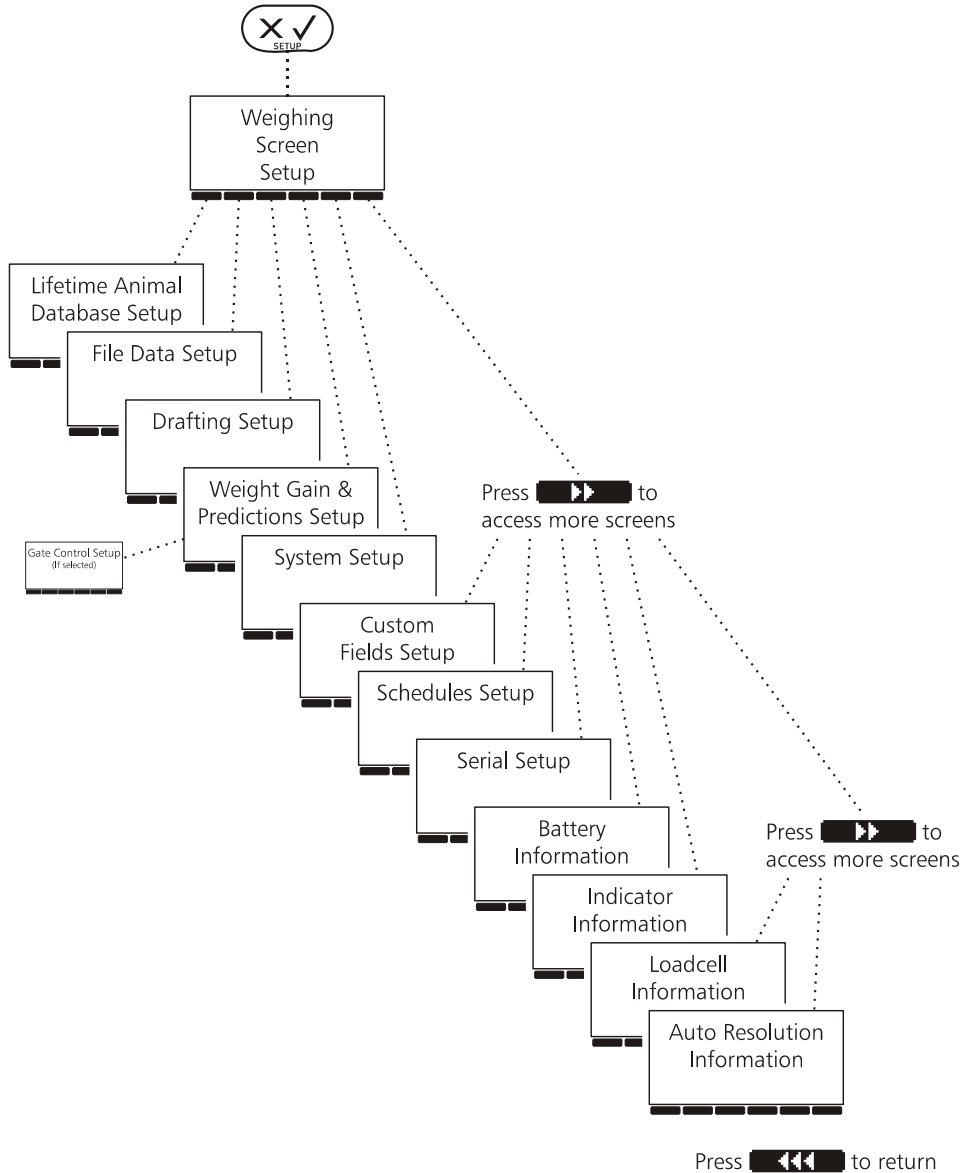 SETUP
Weighing
Screen
Setup
Lifetime Animal
Database Setup
File Data Setup
Drafting Setup
Weight Gain &
Predictions Setup
Gate Control Setup
(If selected)
System Setup
Press to
access more screens
Custom
Fields Setup
Schedules Setup
Serial Setup
Battery
Information
Press to
access more screens
Indicator
Information
Loadcell
Information
Auto Resolution
Information
Press to return